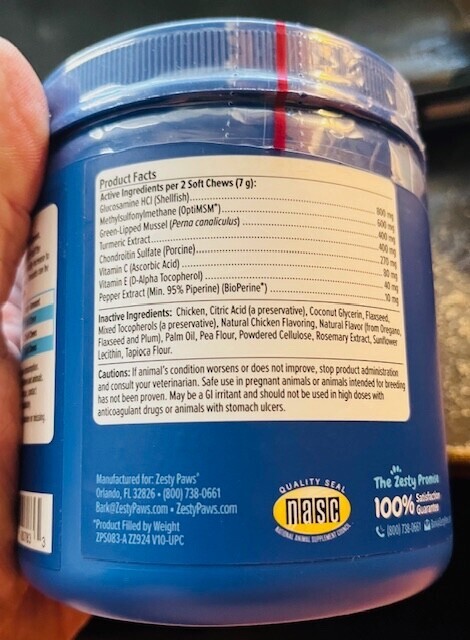 Product Facts
Active Ingredients per 2 Soft Chews (7 g):
Glucosamine HCl (Shellfish)..................800 mg
Methylsulfonylmethane (OptiMSM®)..................600 mg
Green-Lipped Mussel (Perna canaliculus)..................400 mg
Turmeric Extract..................400 mg
Chondroitin Sulfate (Porcine)..................270 mg
Vitamin C (Ascorbic Acid)..................80 mg
Vitamin E (D-Alpha Tocopherol)..................40 mg
Pepper Extract (Min. 95% Piperine) (BioPerine®)..................10 mg
Inactive Ingredients: Chicken, Citric Acid (a preservative), Coconut Glycerin, Flaxseed,
Mixed Tocopherols (a preservative), Natural Chicken Flavoring, Natural Flavor (from Oregano,
Flaxseed and Plum), Palm Oil, Pea Flour, Powdered Cellulose, Rosemary Extract, Sunflower
Lecithin, Tapioca Flour.
Cautions: If animal's condition worsens or does not improve, stop product administration
and consult your veterinarian. Safe use in pregnant animals or animals intended for breeding
has not been proven. May be a GI irritant and should not be used in high doses with
anticoagulant drugs or animals with stomach ulcers.
Manufactured for: Zesty Paws®
Orlando, FL 32826 • (800) 738-0661
Bark@ZestyPaws.com • ZestyPaws.com
*Product Filled by Weight
ZPS083-A ZZ924 V10-UPC
QUALITY SEAL
nasc
NATIONAL ANIMAL SUPPLEMENT COUNCIL
The Zesty Promise
100% Satisfaction
Guarantee
(800) 738-0661
3